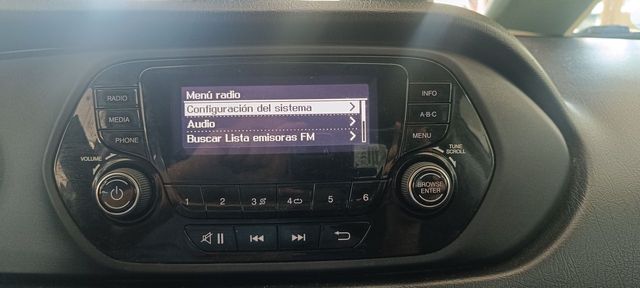 Menú radio
Configuración del sistema
Audio
Buscar Lista emisoras FM
RADIO
MEDIA
PHONE
INFO
A-B-C
MENU
VOLUME
TUNE
SCROLL
BROWSE
ENTER
1 2 3 4 5 6